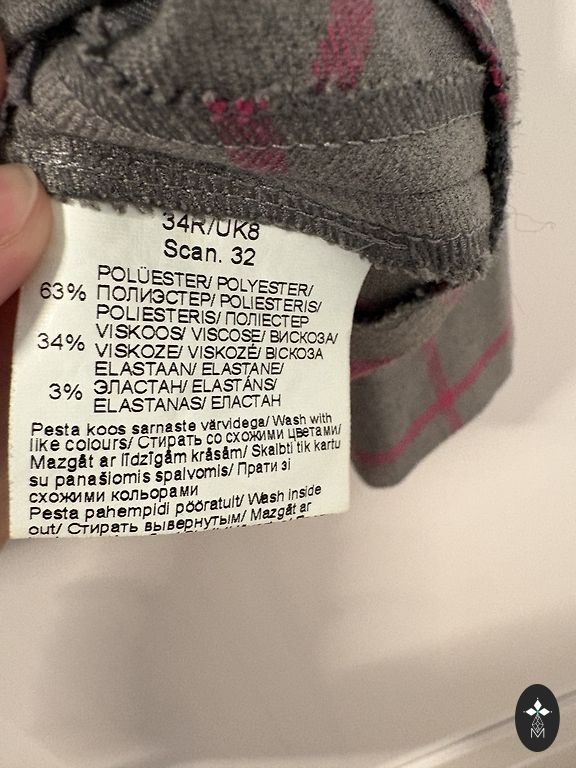 34R/UK8
Scan. 32
POLÜESTER/ POLYESTER/
63% ПОЛИЭСТЕР/ POLIESTERIS/
POLIESTERIS/ ПОЛІЕСТЕР
34% VISKOOS/ VISCOSE/ ВИСКОЗА/
VISKOZE/ VISKOZĖ/ ВІСКОЗА
ELASTAAN/ ELASTANE/
3% ЭЛАСТАН/ ELASTĀNS/
ELASTANAS/ ЕЛАСТАН
Pesta koos sarnaste värvidega/ Wash with
like colours/ Стирать со схожими цветами/
Mazgāt ar līdzīgām krāsām/ Skalbti tik kartu
su panašiomis spalvomis/ Прати зі
схожими кольорами
Pesta pahempidi pööratult/ Wash inside
out/ Стирать вывернутым/ Mazgāt ar
M